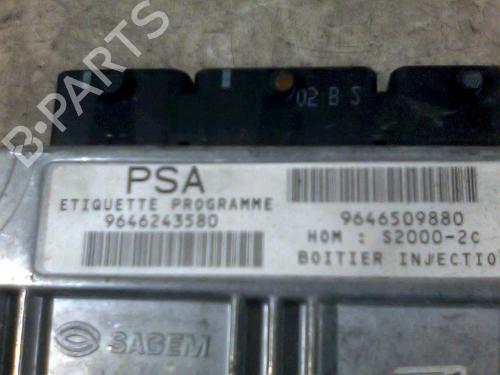 B-PARTS
02 B S
PSA
ETIQUETTE PROGRAMME
9646243580
9646509880
HOM : S2000-2C
BOITIER INJECTIO
SAGEM